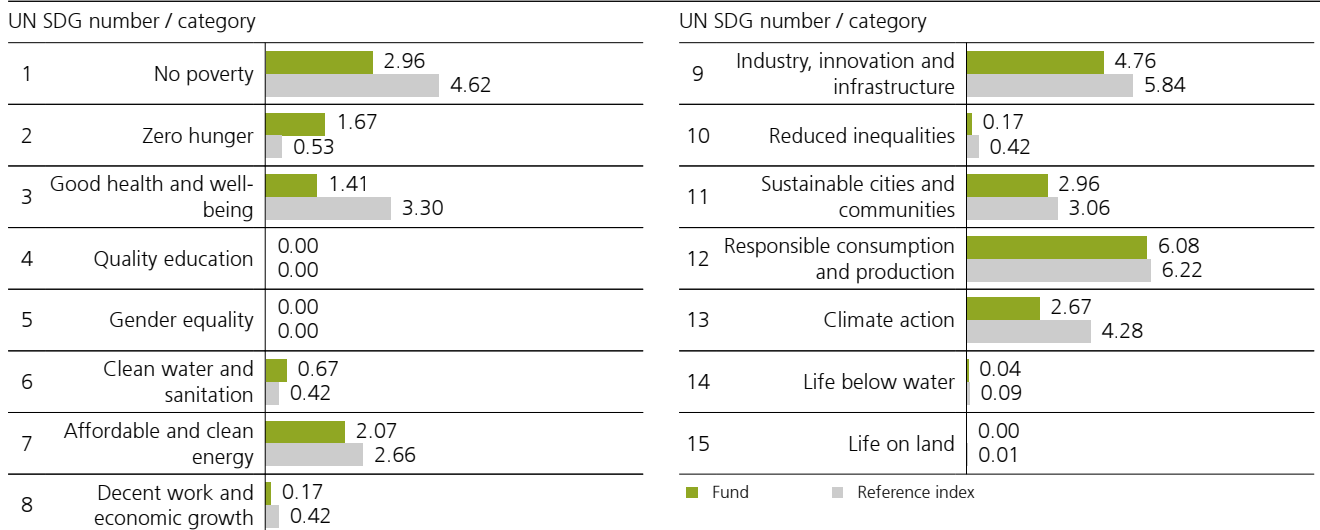 UN SDG number / category
1
No poverty
2.96
4.62
2
Zero hunger
1.67
0.53
3
Good health and well-
being
1.41
3.30
4
Quality education
0.00
0.00
5
Gender equality
0.00
0.00
6
Clean water and
sanitation
0.67
0.42
7
Affordable and clean
energy
2.07
2.66
8
Decent work and
economic growth
0.17
0.42
UN SDG number / category
9
Industry, innovation and
infrastructure
4.76
5.84
10
Reduced inequalities
0.17
0.42
11
Sustainable cities and
communities
2.96
3.06
12
Responsible consumption
and production
6.08
6.22
13
Climate action
2.67
4.28
14
Life below water
0.04
0.09
15
Life on land
0.00
0.01
Fund
Reference index